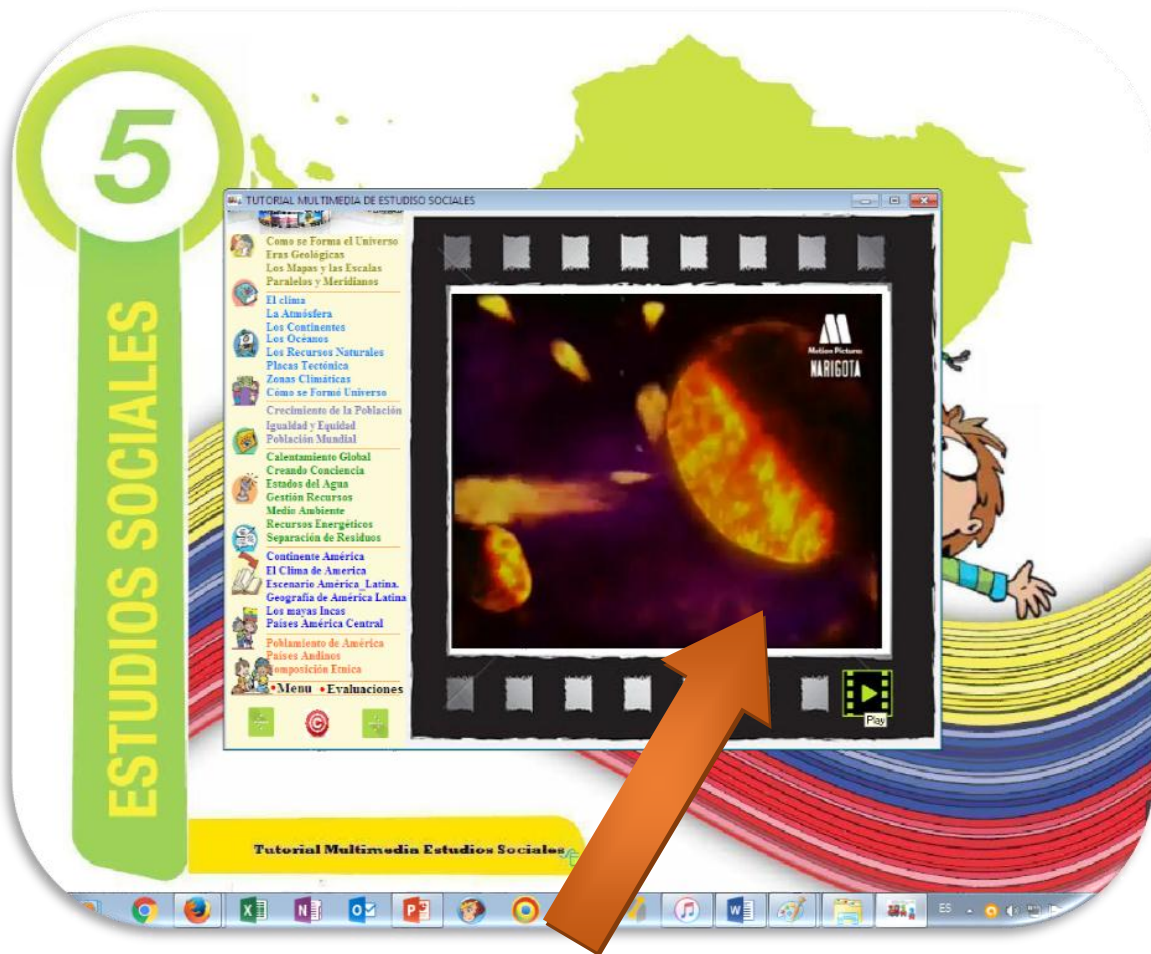 5
ESTUDIOS SOCIALES
TUTORIAL MULTIMEDIA DE ESTUDISO SOCIALES
Como se Forma el Universo
Eras Geológicas
Los Mapas y las Escalas
Paralelos y Meridianos
El clima
La Atmósfera
Los Continentes
Los Océanos
Los Recursos Naturales
Placas Tectónica
Zonas Climáticas
Cómo se Formó Universo
Crecimiento de la Población
Igualdad y Equidad
Población Mundial
Calentamiento Global
Creando Conciencia
Estados del Agua
Gestión Recursos
Medio Ambiente
Recursos Energéticos
Separación de Residuos
Continente América
El Clima de America
Escenario América_Latina.
Geografía de América Latina
Los mayas Incas
Países América Central
Poblamiento de América
Países Andinos
omposición Etnica
•Menu •Evaluaciones
Motion Pictures
NARIGOTA
Play
Tutorial Multimedia Estudios Sociales
ES